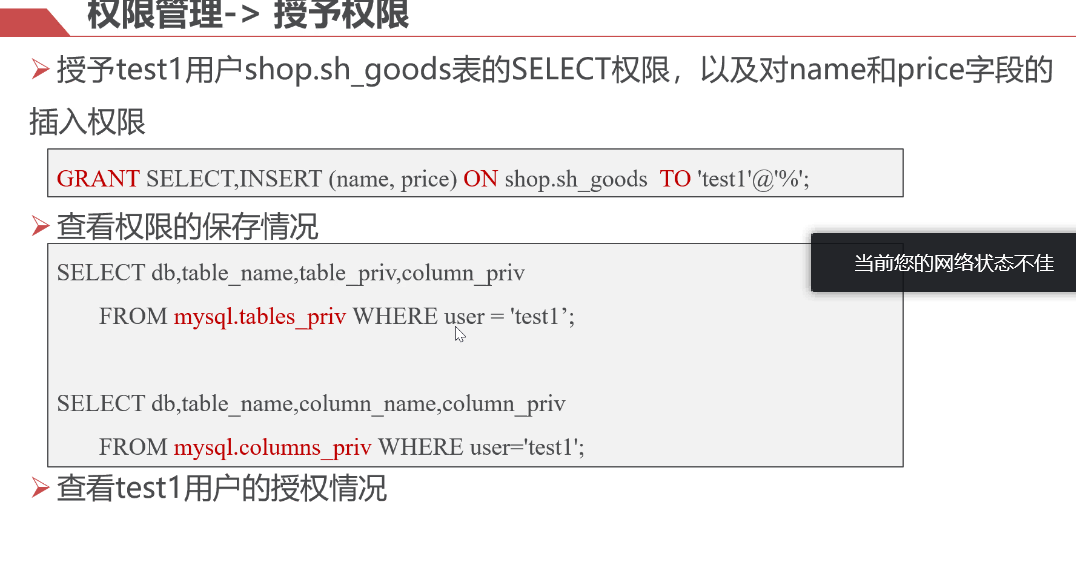 权限管理-> 授予权限
授予test1用户shop.sh_goods表的SELECT权限，以及对name和price字段的
插入权限
GRANT SELECT,INSERT (name, price) ON shop.sh_goods  TO 'test1'@'%';
查看权限的保存情况
当前您的网络状态不佳
SELECT db,table_name,table_priv,column_priv
FROM mysql.tables_priv WHERE user = 'test1’;
SELECT db,table_name,column_name,column_priv
FROM mysql.columns_priv WHERE user='test1';
查看test1用户的授权情况